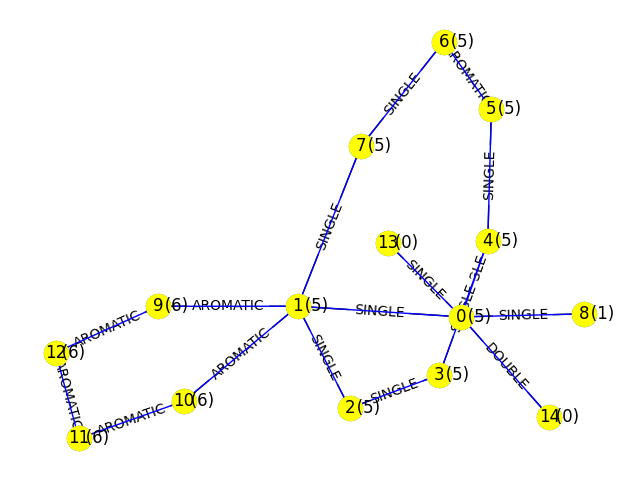 6(5)
AROMATIC
5(5)
SINGLE
7(5)
SINGLE
SINGLE
13(0)
4(5)
SINGLE
9(6)
AROMATIC
1(5)
SINGLE
0(5)
SINGLE
8(1)
AROMATIC
12(6)
AROMATIC
SINGLE
SINGLE
DOUBLE
3(5)
AROMATIC
10(6)
2(5)
SINGLE
14(0)
AROMATIC
11(6)